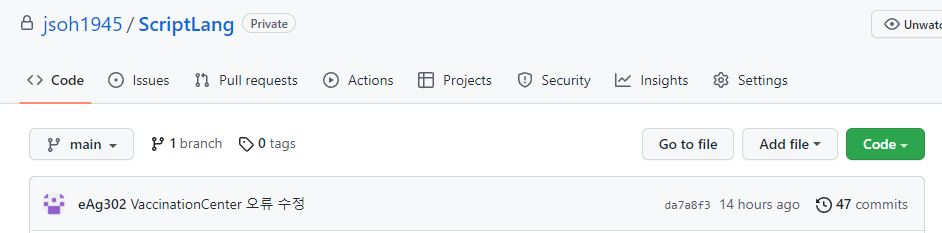 jsoh1945 / ScriptLang Private Unwatc
Code Issues Pull requests Actions Projects Security Insights Settings
main 1 branch 0 tags Go to file Add file Code
eAg302 VaccinationCenter 오류 수정 da7a8f3 14 hours ago 47 commits